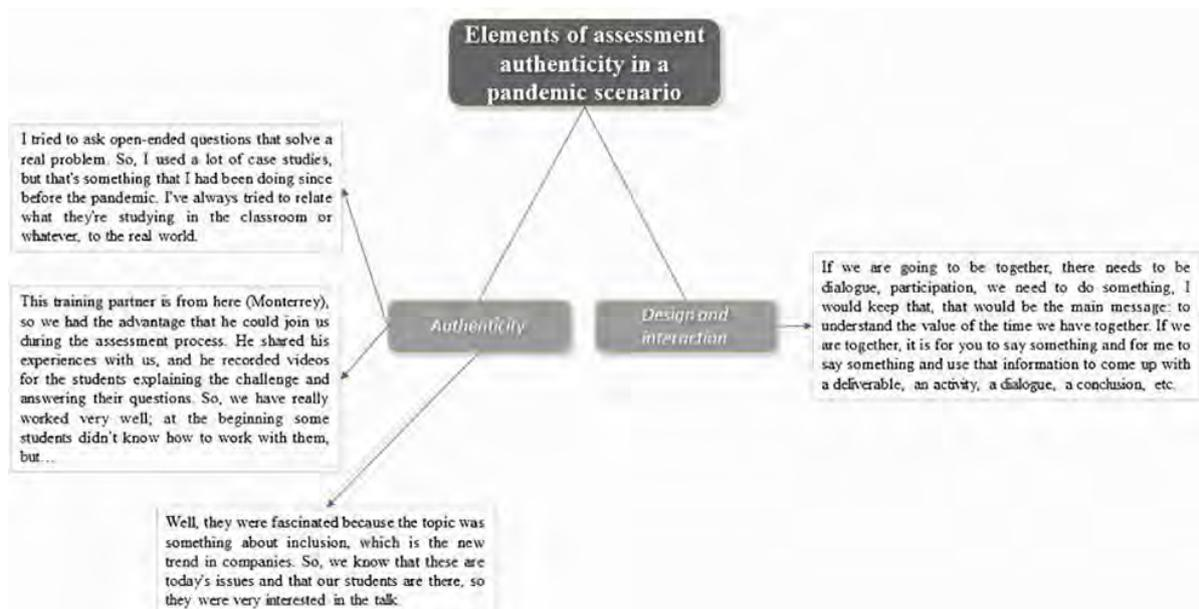 Elements of assessment
authenticity in a
pandemic scenario
I tried to ask open-ended questions that solve a
real problem. So, I used a lot of case studies,
but that's something that I had been doing since
before the pandemic. I've always tried to relate
what they're studying in the classroom or
whatever, to the real world.
This training partner is from here (Monterrey),
so we had the advantage that he could join us
during the assessment process. He shared his
experiences with us, and he recorded videos
for the students explaining the challenge and
answering their questions. So, we have really
worked very well; at the beginning some
students didn't know how to work with them,
but…
Authenticity
Well, they were fascinated because the topic was
something about inclusion, which is the new
trend in companies. So, we know that these are
today's issues and that our students are there, so
they were very interested in the talk.
Design and
interaction
If we are going to be together, there needs to be
dialogue, participation, we need to do something, I
would keep that, that would be the main message: to
understand the value of the time we have together. If
we are together, it is for you to say something and for me to
say something and use that information to come up with
a deliverable, an activity, a dialogue, a conclusion, etc.